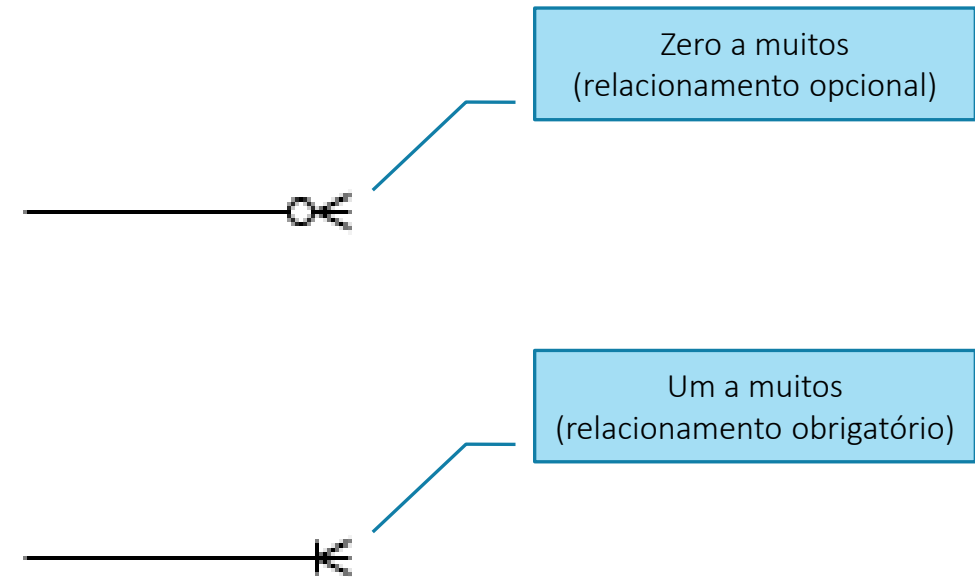 Zero a muitos
(relacionamento opcional)
Um a muitos
(relacionamento obrigatório)